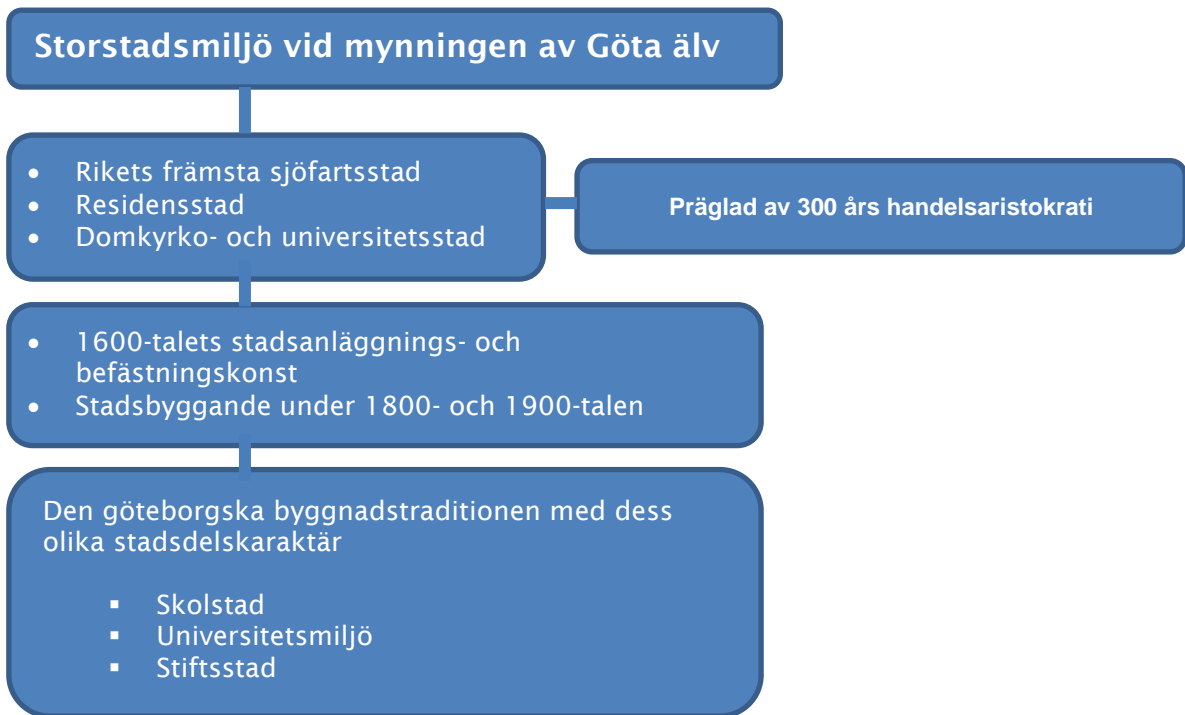 Storstadsmiljö vid mynningen av Göta älv
• Rikets främsta sjöfartsstad
• Residensstad
• Domkyrko- och universitetsstad
Präglad av 300 års handelsaristokrati
• 1600-talets stadsanläggnings- och
befästningskonst
• Stadsbyggande under 1800- och 1900-talen
Den göteborgska byggnadstraditionen med dess
olika stadsdelskaraktär
▪ Skolstad
▪ Universitetsmiljö
▪ Stiftsstad